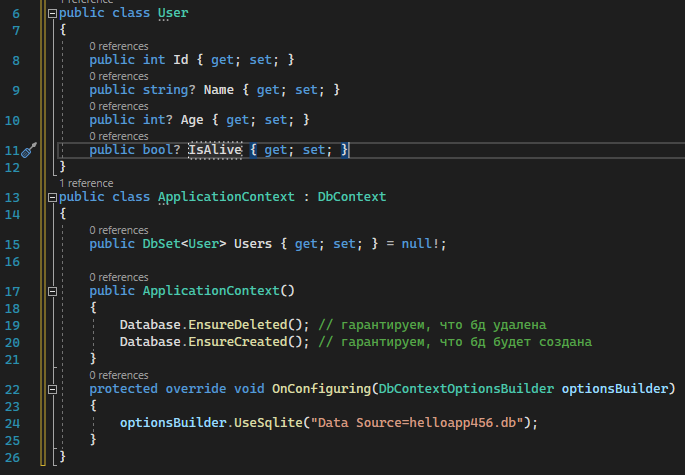 1 reference
6 public class User
7 {
0 references
8 public int Id { get; set; }
0 references
9 public string? Name { get; set; }
0 references
10 public int? Age { get; set; }
0 references
11 public bool? IsAlive { get; set; }
12 }
1 reference
13 public class ApplicationContext : DbContext
14 {
0 references
15 public DbSet<User> Users { get; set; } = null!;
16
0 references
17 public ApplicationContext()
18 {
19 Database.EnsureDeleted(); // гарантируем, что бд удалена
20 Database.EnsureCreated(); // гарантируем, что бд будет создана
21 }
0 references
22 protected override void OnConfiguring(DbContextOptionsBuilder optionsBuilder)
23 {
24 optionsBuilder.UseSqlite("Data Source=helloapp456.db");
25 }
26 }